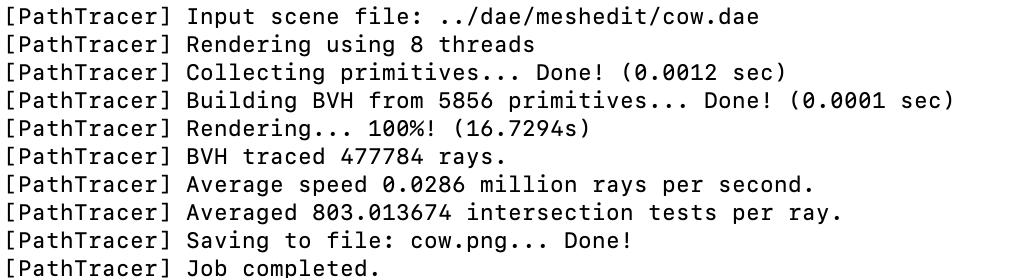 [PathTracer] Input scene file: ../dae/meshedit/cow.dae
[PathTracer] Rendering using 8 threads
[PathTracer] Collecting primitives... Done! (0.0012 sec)
[PathTracer] Building BVH from 5856 primitives... Done! (0.0001 sec)
[PathTracer] Rendering... 100%! (16.7294s)
[PathTracer] BVH traced 477784 rays.
[PathTracer] Average speed 0.0286 million rays per second.
[PathTracer] Averaged 803.013674 intersection tests per ray.
[PathTracer] Saving to file: cow.png... Done!
[PathTracer] Job completed.